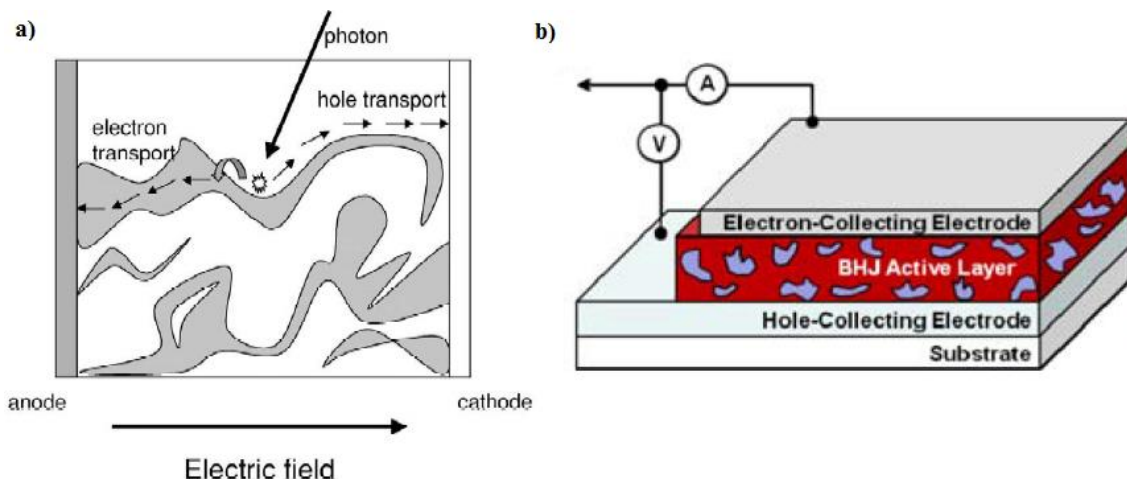 a)
photon
hole transport
electron
transport
anode
cathode
Electric field
b)
A
V
Electron-Collecting Electrode
BHJ Active Layer
Hole-Collecting Electrode
Substrate